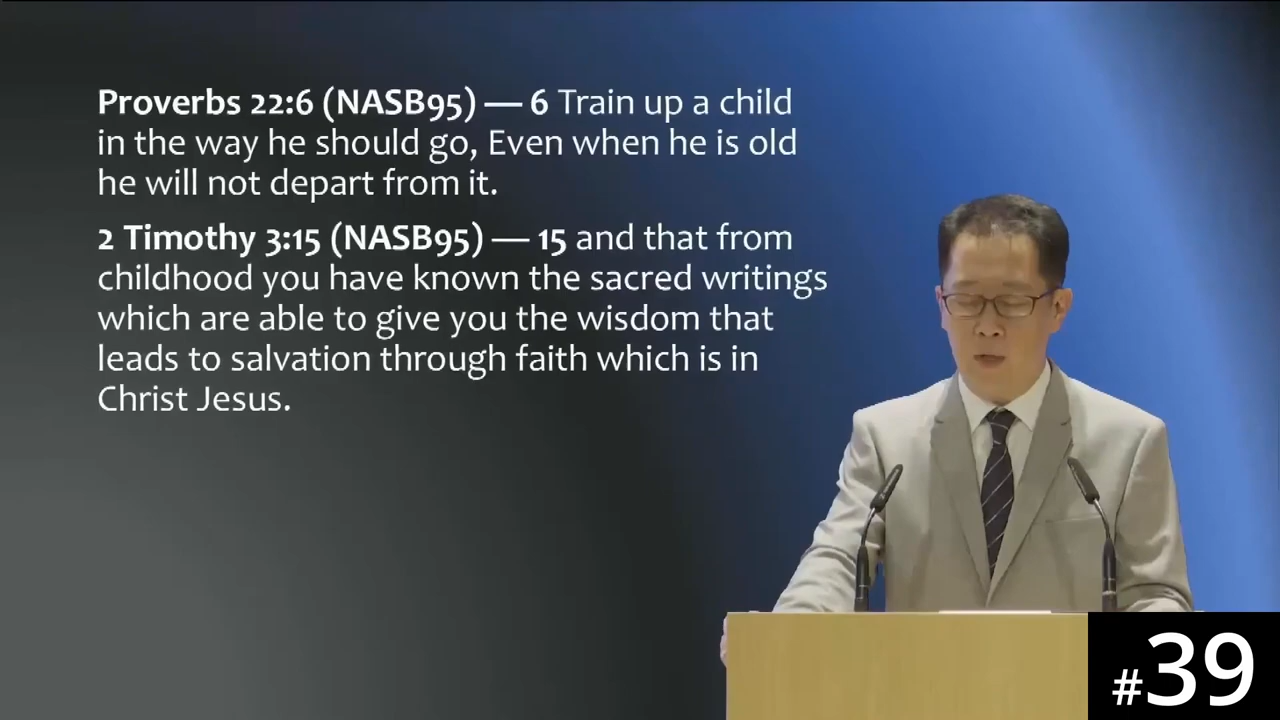 Proverbs 22:6 (NASB95) — 6 Train up a child
in the way he should go, Even when he is old
he will not depart from it.
2 Timothy 3:15 (NASB95) — 15 and that from
childhood you have known the sacred writings
which are able to give you the wisdom that
leads to salvation through faith which is in
Christ Jesus.
#39